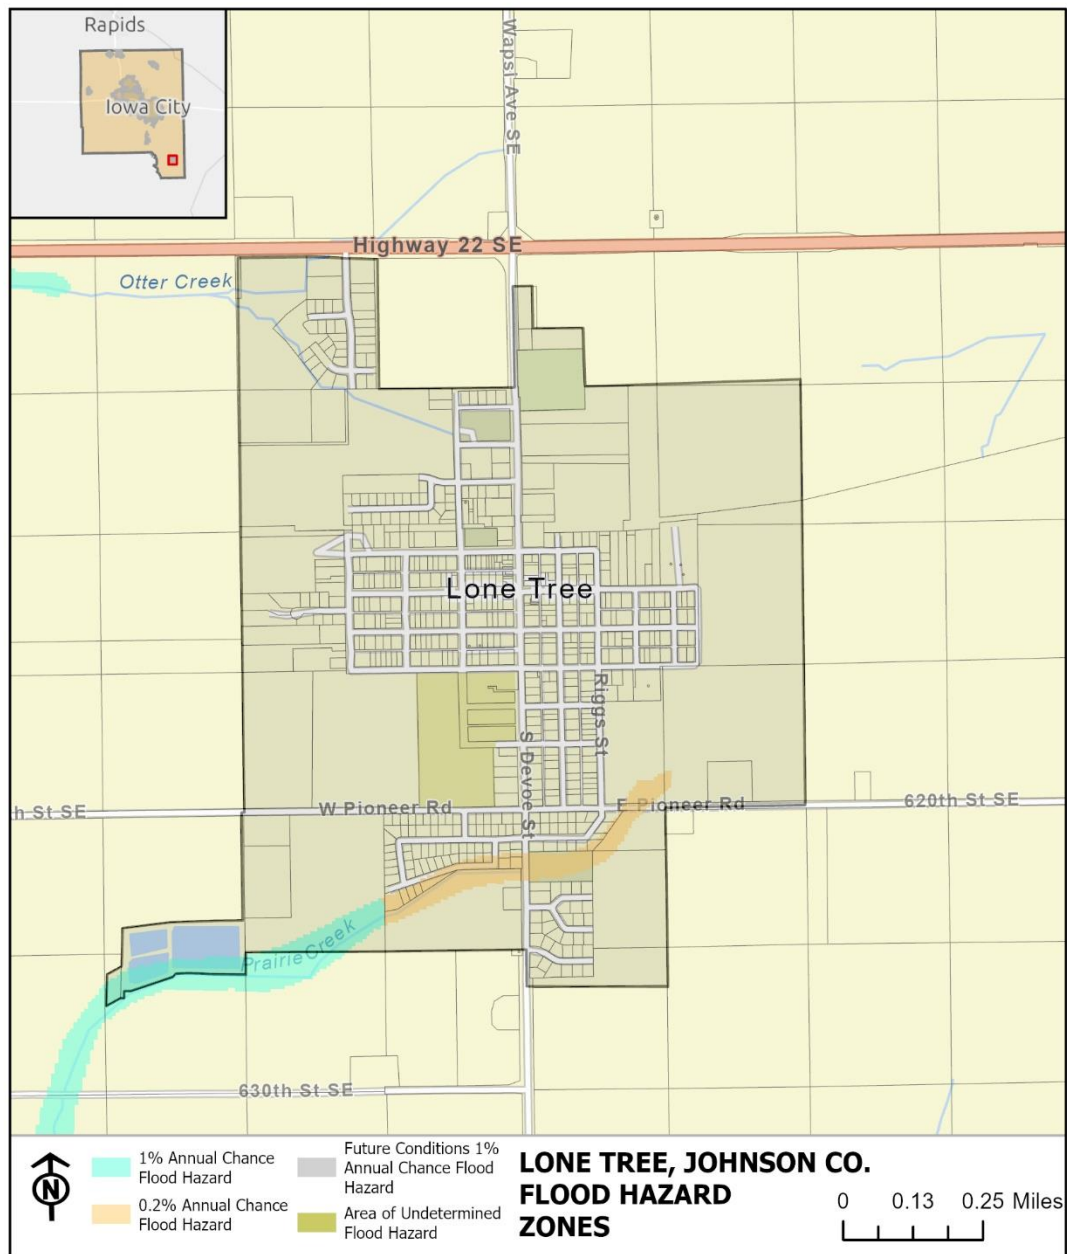 Rapids
Iowa City
Wapsi Ave SE
Highway 22 SE
Otter Creek
Lone Tree
Riggs St
S Devoe St
h St SE
W Pioneer Rd
E Pioneer Rd
620th St SE
Prairie Creek
630th St SE
N
1% Annual Chance
Flood Hazard
0.2% Annual Chance
Flood Hazard
Future Conditions 1%
Annual Chance Flood
Hazard
Area of Undetermined
Flood Hazard
LONE TREE, JOHNSON CO.
FLOOD HAZARD
ZONES
0 0.13 0.25 Miles